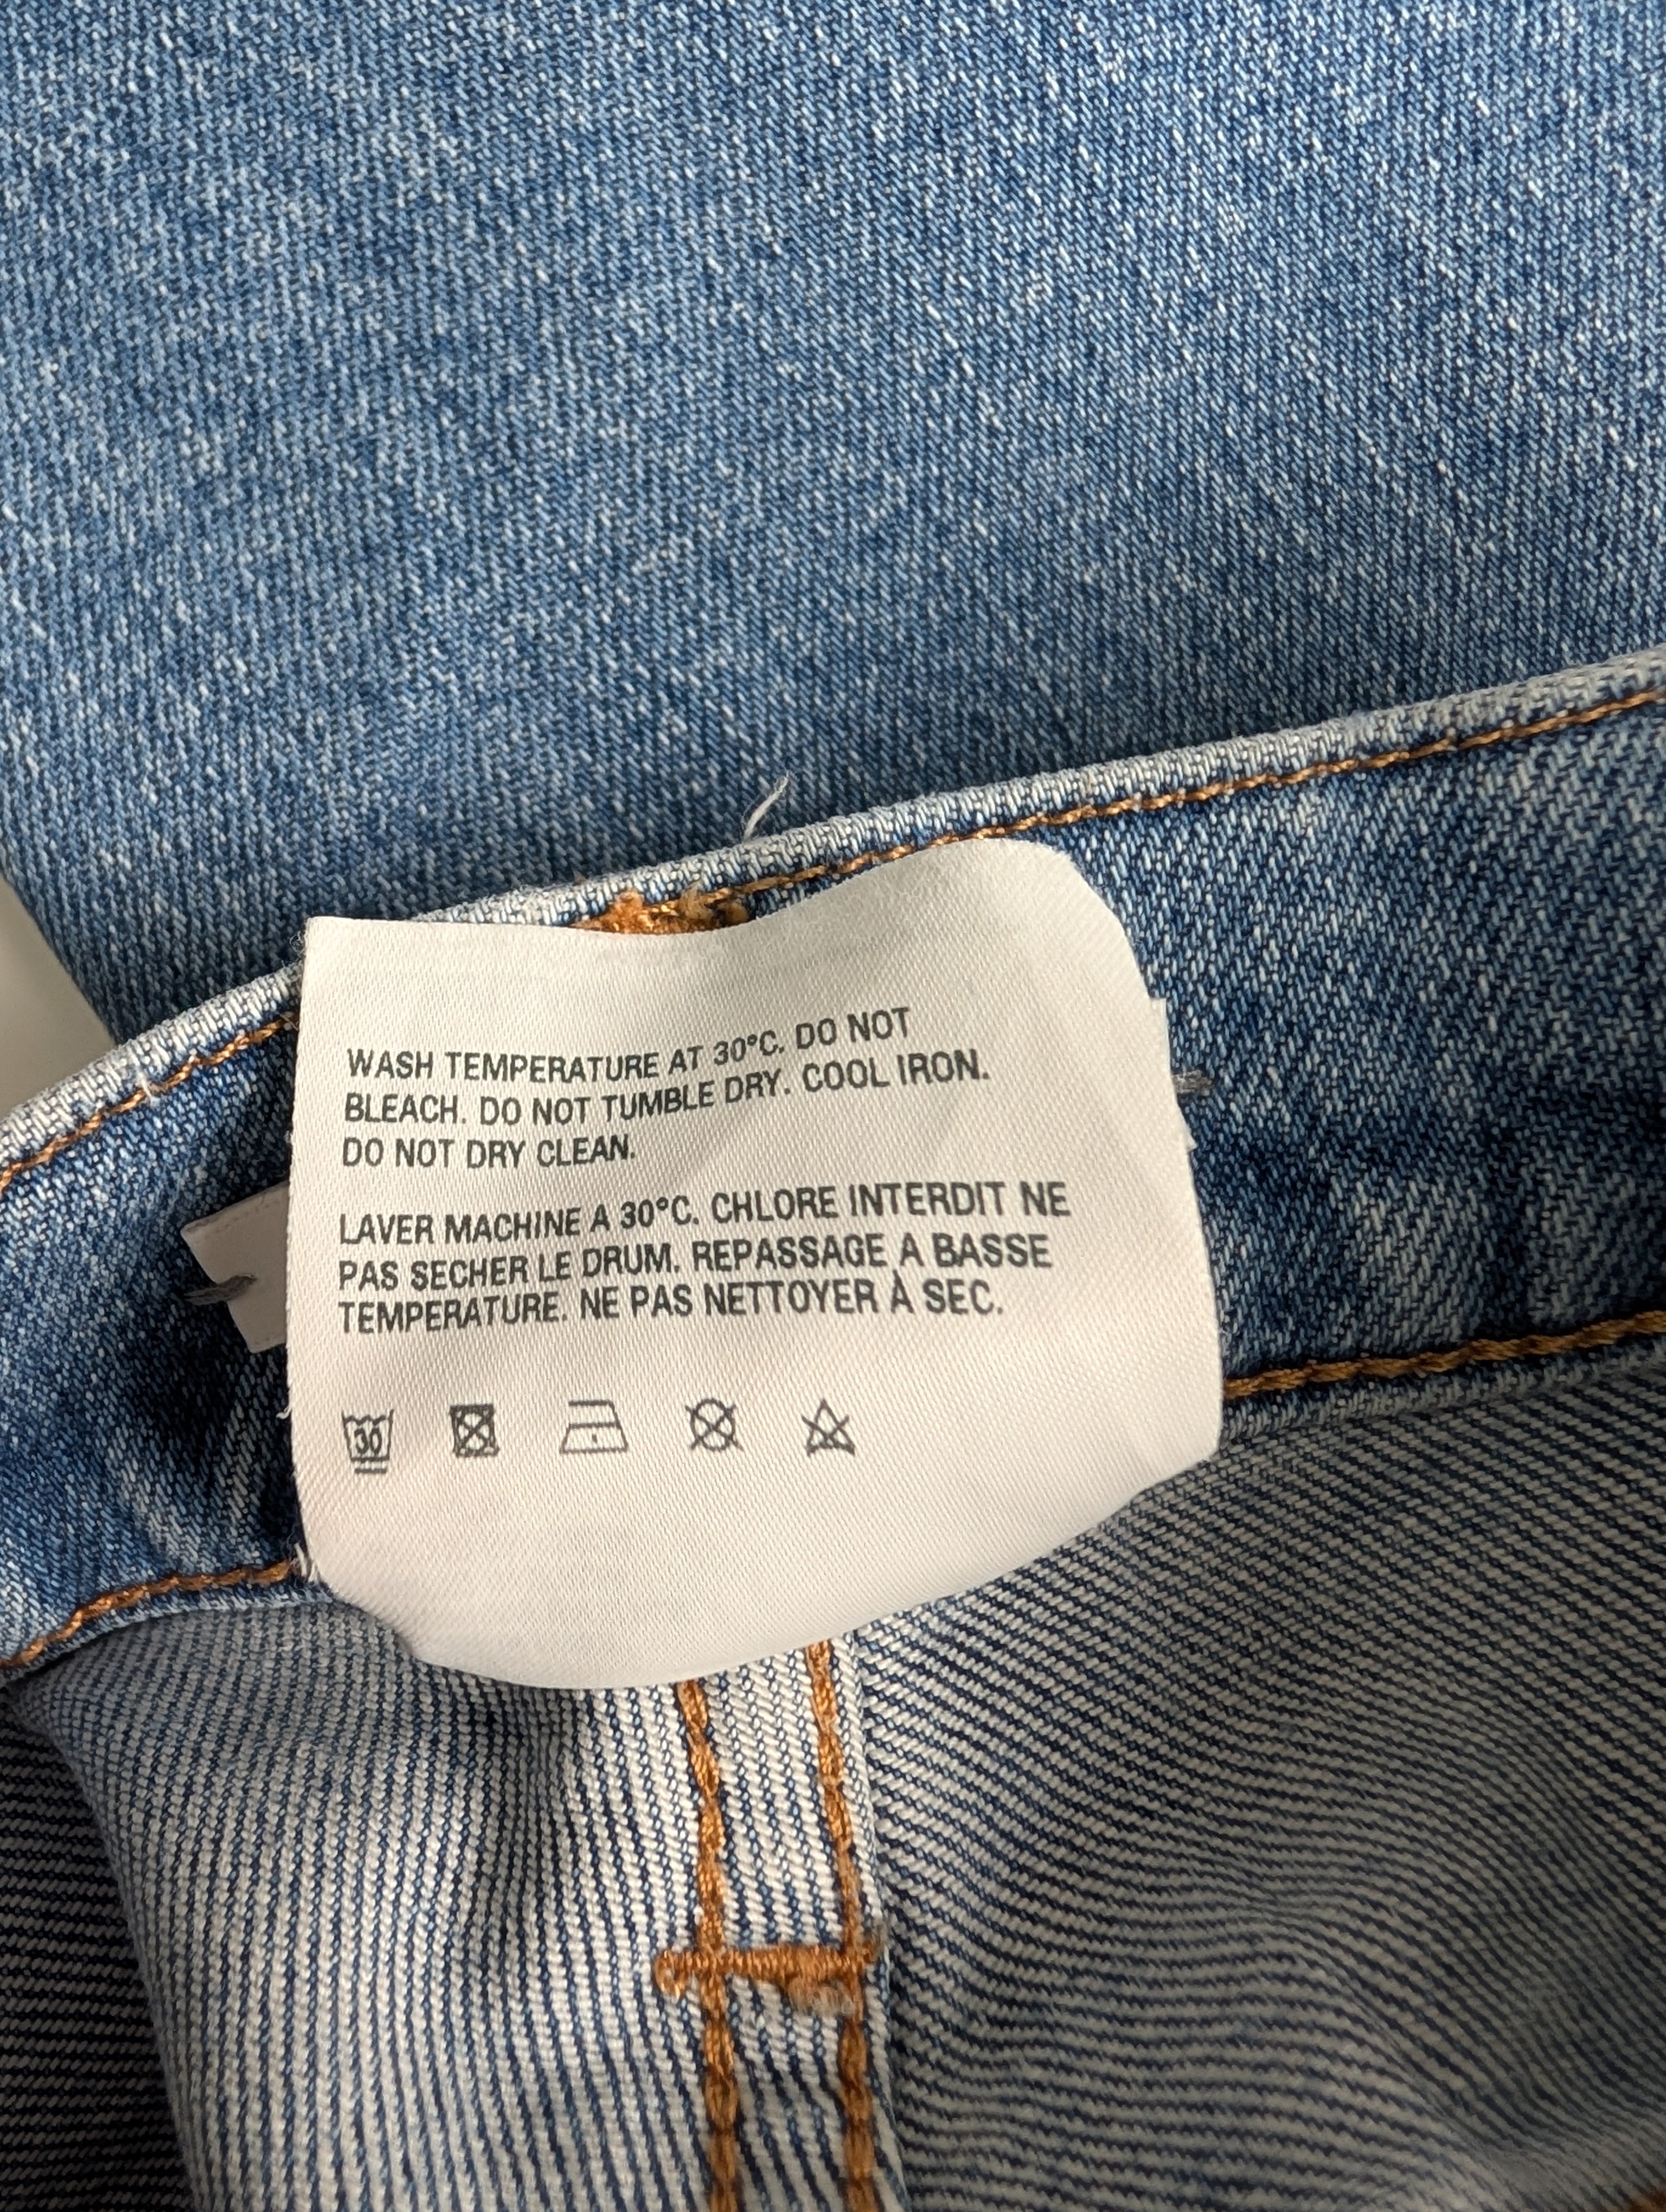 WASH TEMPERATURE AT 30°C. DO NOT
BLEACH. DO NOT TUMBLE DRY. COOL IRON.
DO NOT DRY CLEAN.
LAVER MACHINE A 30°C. CHLORE INTERDIT NE
PAS SECHER LE DRUM. REPASSAGE A BASSE
TEMPERATURE. NE PAS NETTOYER À SEC.
30